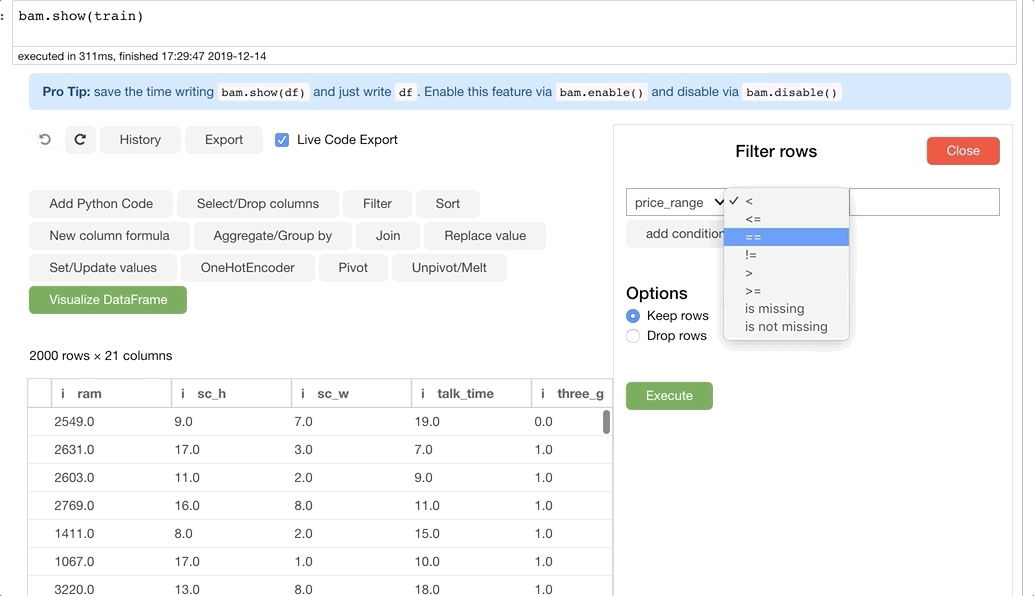 : bam.show(train)
executed in 311ms, finished 17:29:47 2019-12-14
Pro Tip: save the time writing bam.show(df) and just write df . Enable this feature via bam.enable() and disable via bam.disable()
History Export Live Code Export
Add Python Code Select/Drop columns Filter Sort
New column formula Aggregate/Group by Join Replace value
Set/Update values OneHotEncoder Pivot Unpivot/Melt
Visualize DataFrame
2000 rows × 21 columns
i ram i sc_h i sc_w i talk_time i three_g
2549.0 9.0 7.0 19.0 0.0
2631.0 17.0 3.0 7.0 1.0
2603.0 11.0 2.0 9.0 1.0
2769.0 16.0 8.0 11.0 1.0
1411.0 8.0 2.0 15.0 1.0
1067.0 17.0 1.0 10.0 1.0
3220.0 13.0 8.0 18.0 1.0
Filter rows Close
price_range ✓ <
<=
add condition
==
!=
>
>=
is missing
is not missing
Options
Keep rows
Drop rows
Execute